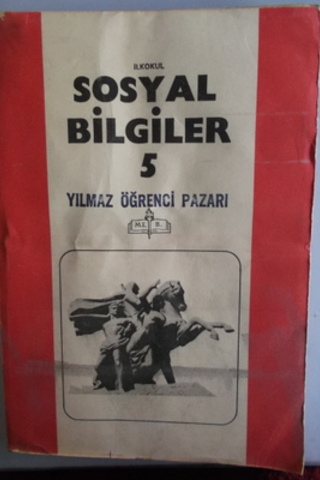 İLKOKUL
SOSYAL
BİLGİLER
5
YILMAZ ÖĞRENCİ PAZARI
M.E. B.